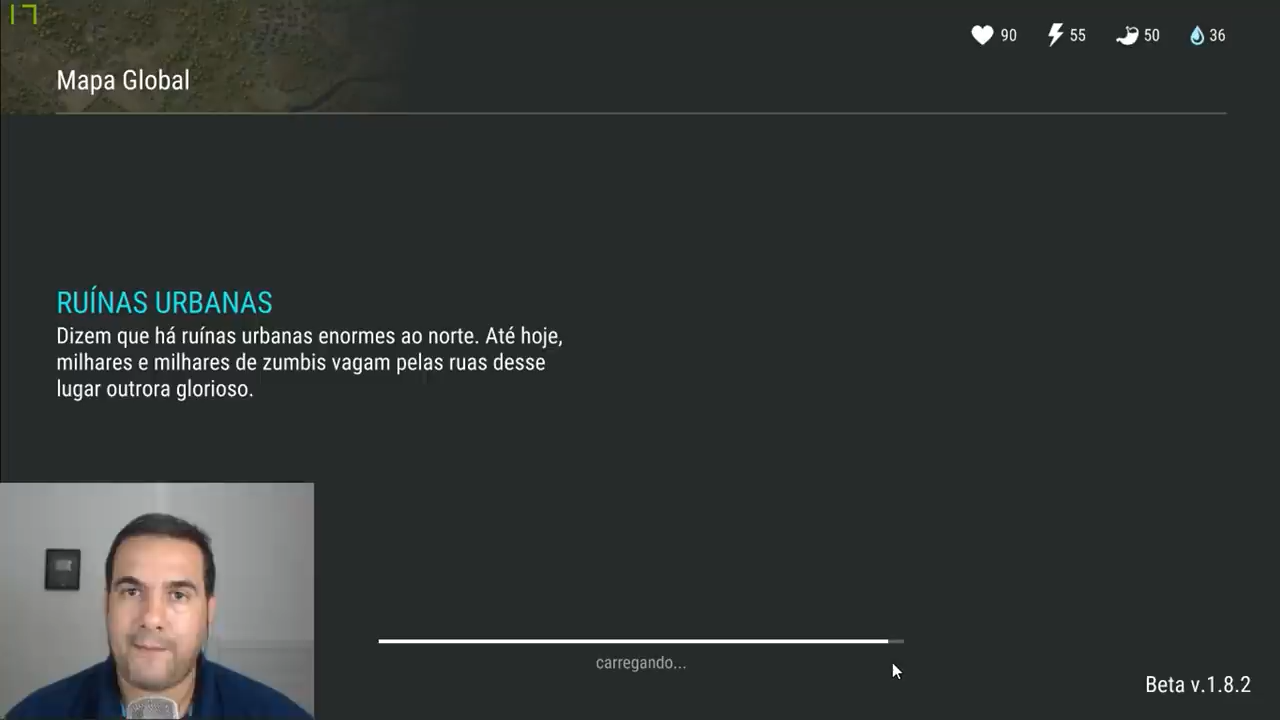 17
90 55 50 36
Mapa Global
RUÍNAS URBANAS
Dizem que há ruínas urbanas enormes ao norte. Até hoje,
milhares e milhares de zumbis vagam pelas ruas desse
lugar outrora glorioso.
carregando...
Beta v.1.8.2